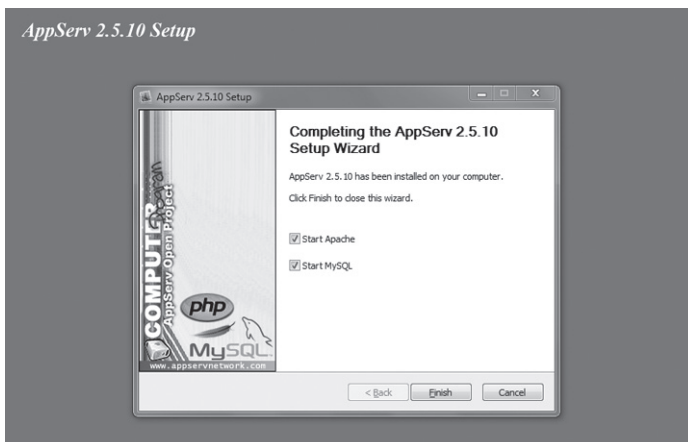 AppServ 2.5.10 Setup
AppServ 2.5.10 Setup
Completing the AppServ 2.5.10
Setup Wizard
AppServ 2.5.10 has been installed on your computer.
Click Finish to close this wizard.
Start Apache
Start MySQL
COMPUTER
Program
AppServ Open Project
php
MySQL
www.appservnetwork.com
< Back
Finish
Cancel